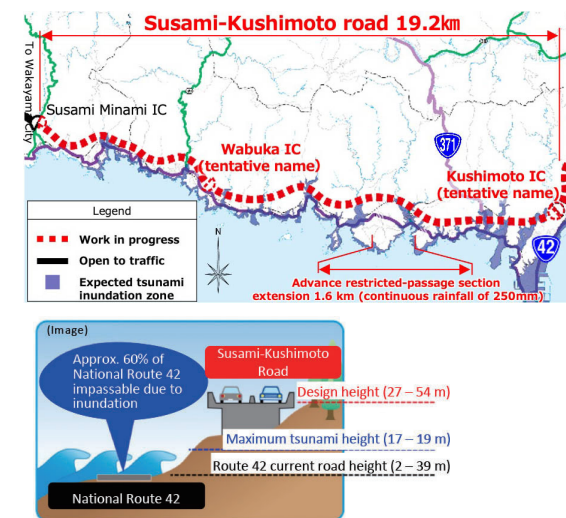 Susami-Kushimoto road 19.2km
To Wakayama City
Susami Minami IC
Wabuka IC
(tentative name)
371
Kushimoto IC
(tentative name)
Legend
Work in progress
Open to traffic
Expected tsunami
inundation zone
N
42
Advance restricted-passage section
extension 1.6 km (continuous rainfall of 250mm)
(Image)
Approx. 60% of
National Route 42
impassable due to
inundation
Susami-Kushimoto
Road
Design height (27 – 54 m)
Maximum tsunami height (17 – 19 m)
Route 42 current road height (2 – 39 m)
National Route 42